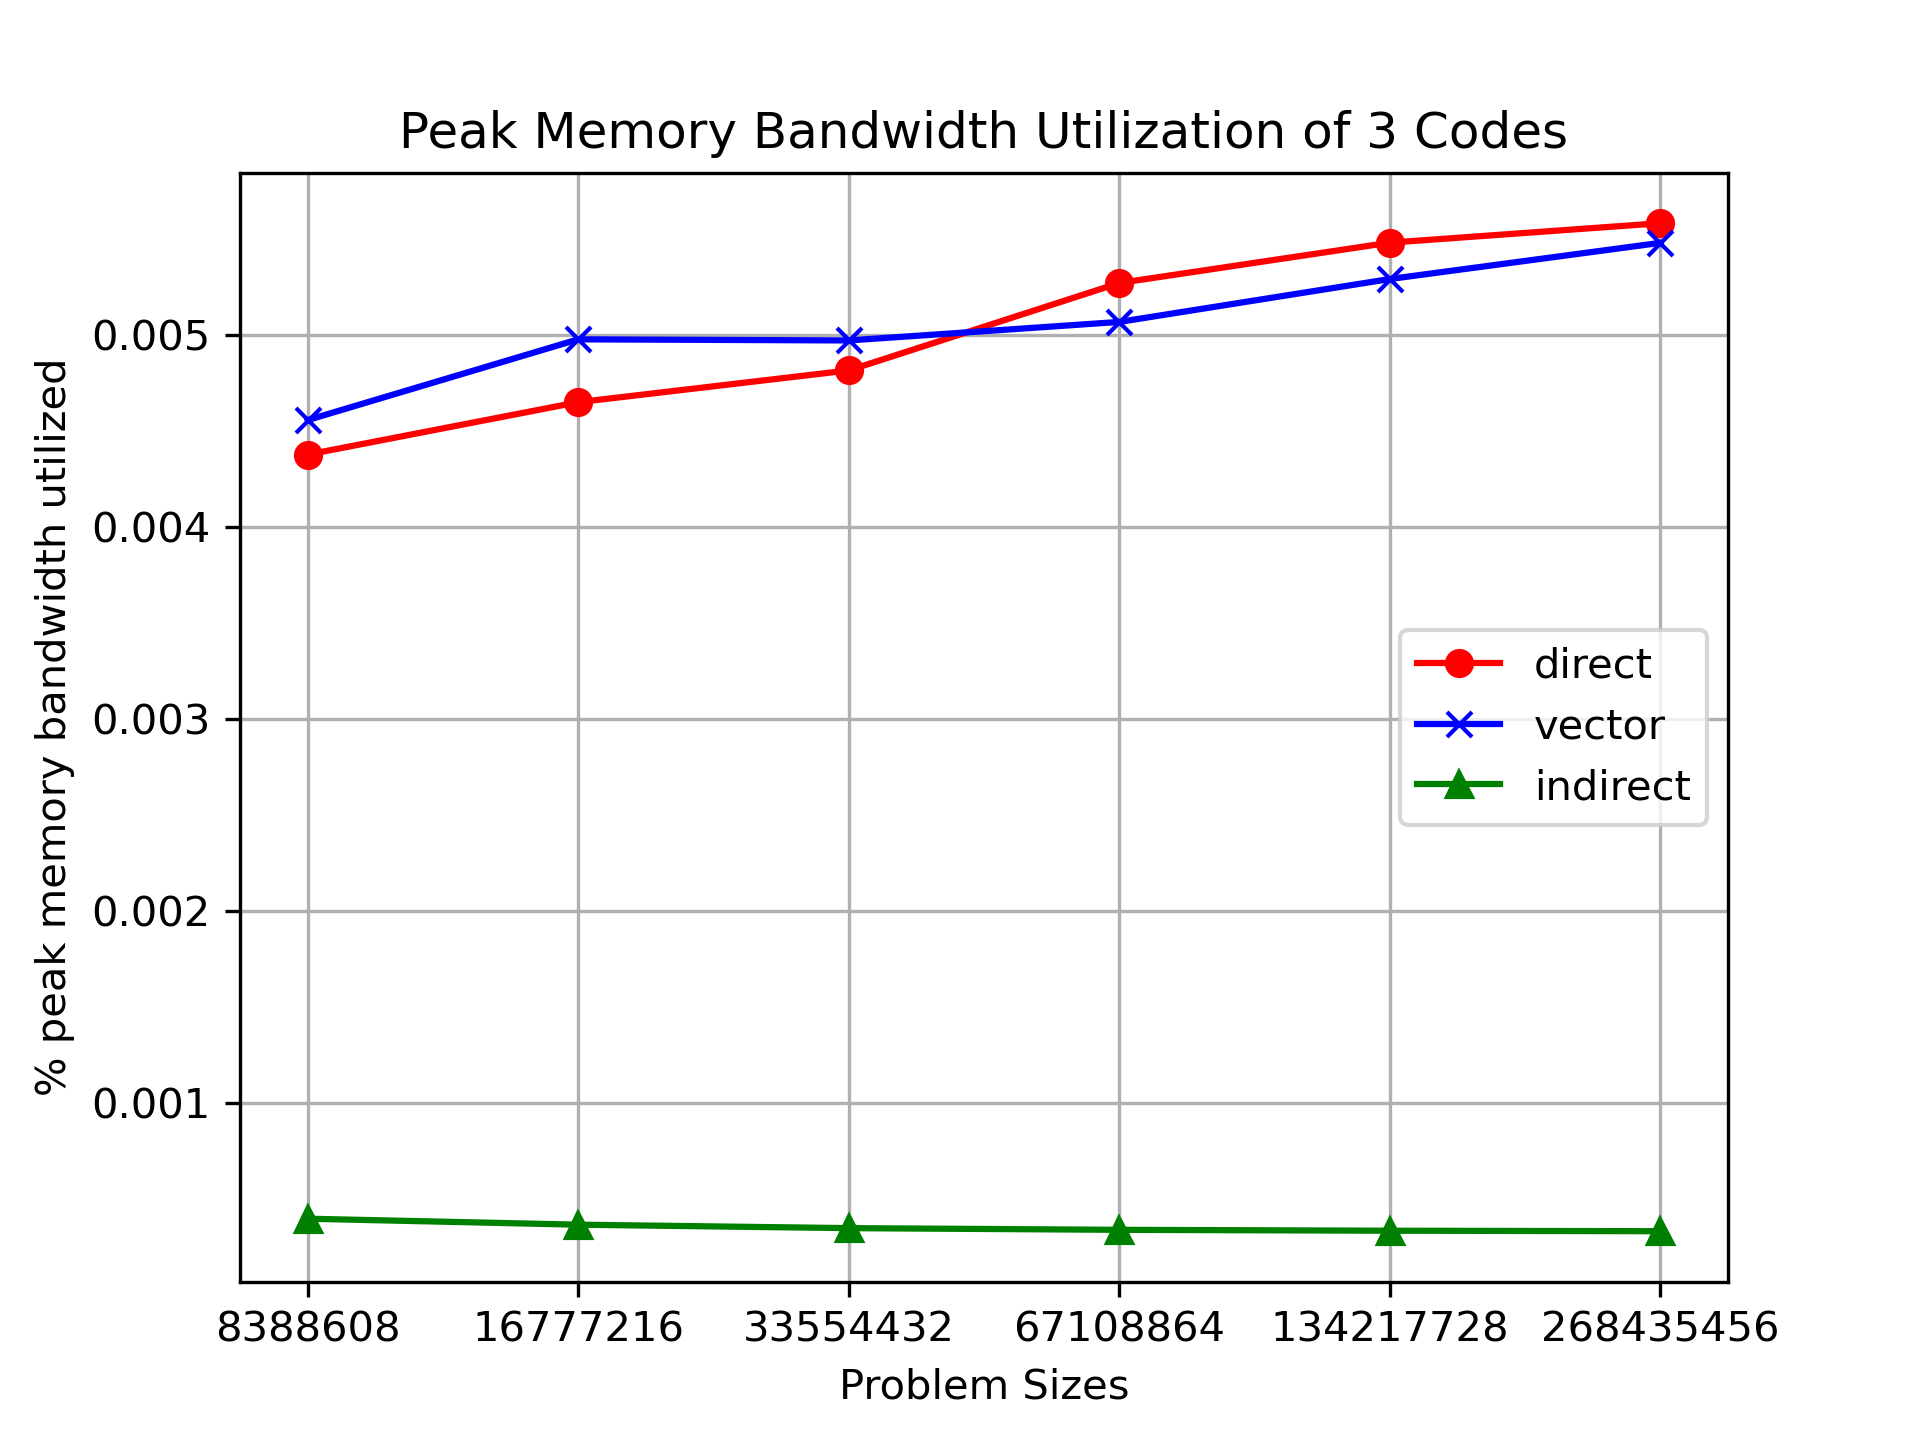 Peak Memory Bandwidth Utilization of 3 Codes
% peak memory bandwidth utilized
0.005
0.004
0.003
0.002
0.001
direct
vector
indirect
8388608 16777216 33554432 67108864 134217728 268435456
Problem Sizes